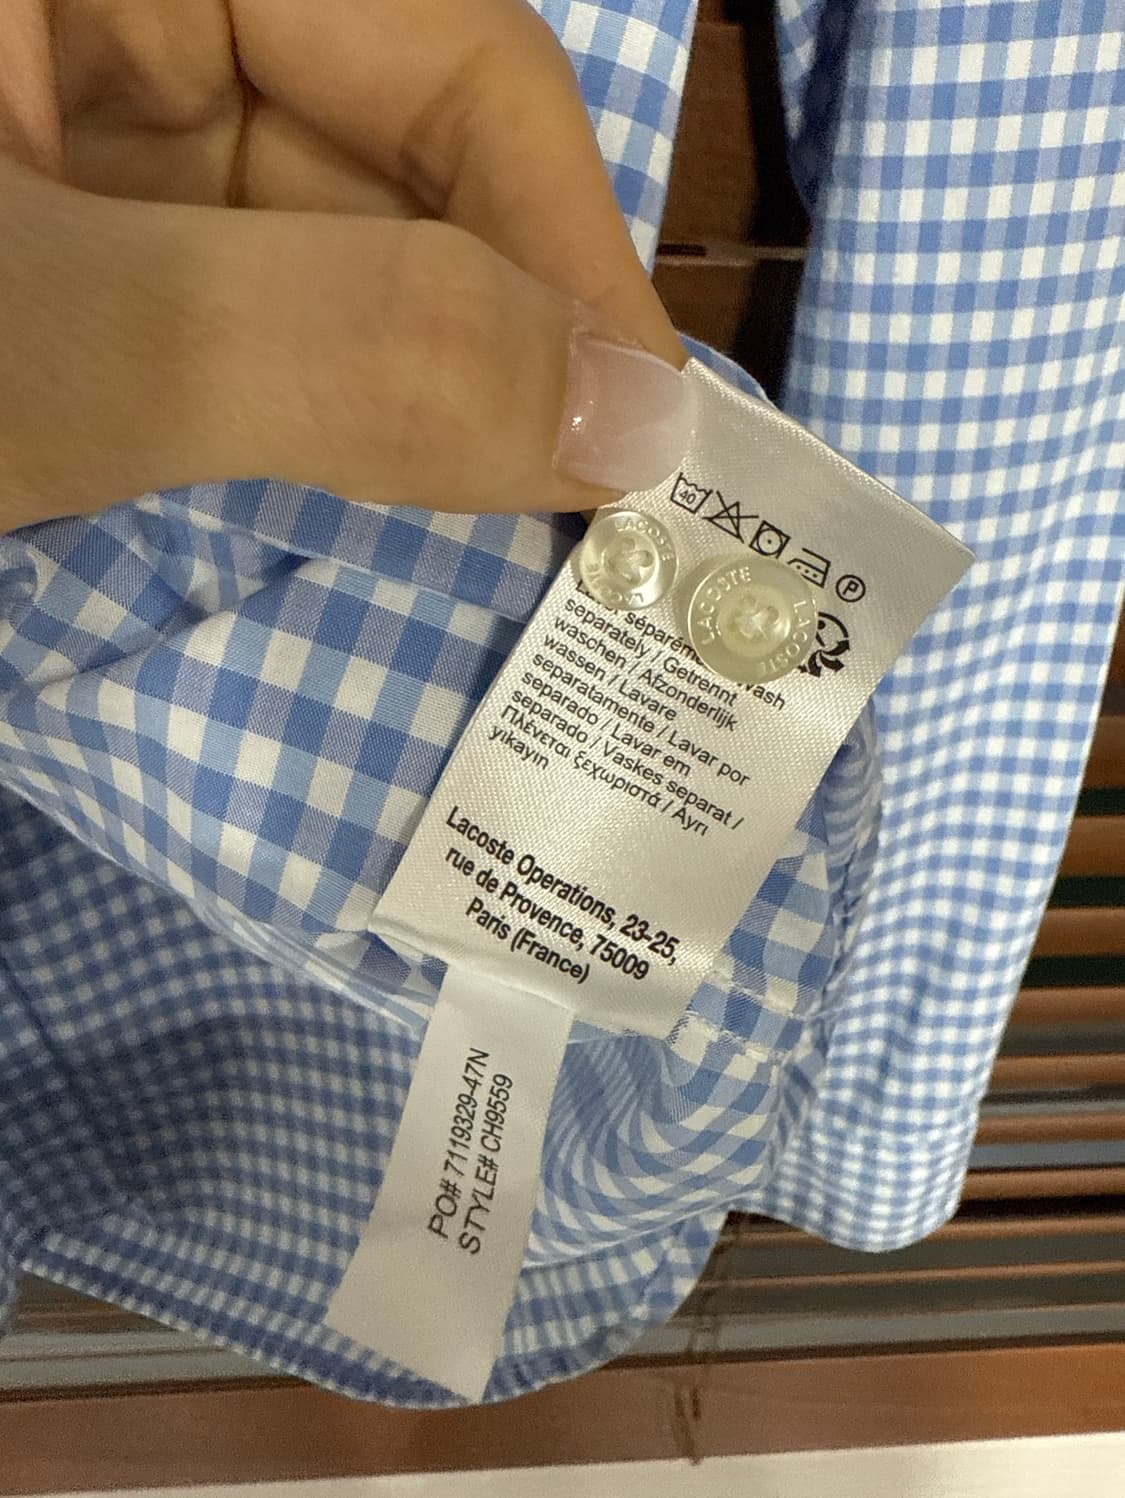 40
P
LACOSTE
LACOSTE
LACOSTE LACOSTE
séparément Wash
separately / Getrennt
waschen / Afzonderlijk
wassen / Lavare
separatamente / Lavar por
separado / Lavar em
separado / Vaskes separat /
Πλένεται ξεχωριστά / Ayrı
yıkayın
Lacoste Operations, 23-25,
rue de Provence, 75009
Paris (France)
PO# 7119329-47N
STYLE# CH9559